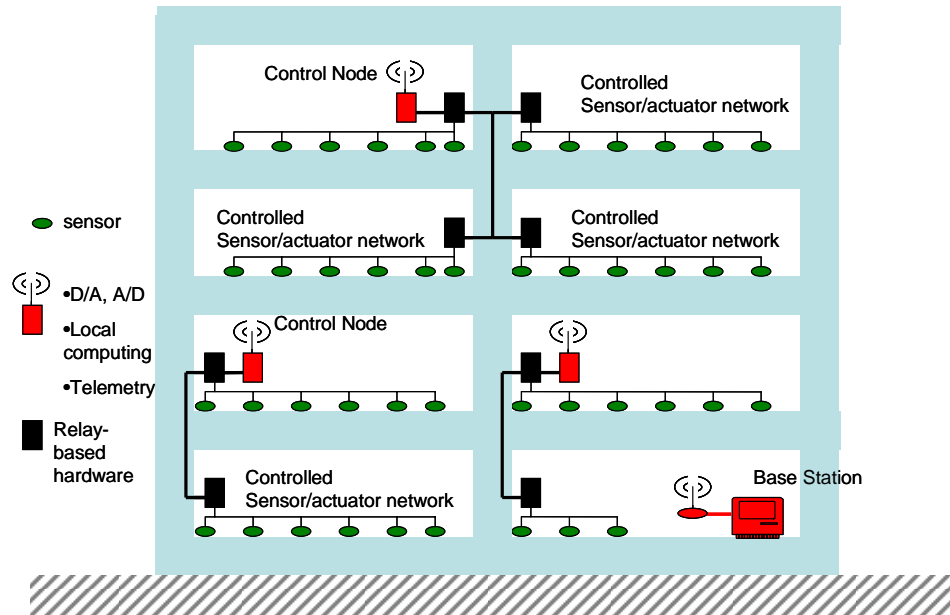 Control Node
Controlled
Sensor/actuator network
Controlled
Sensor/actuator network
Controlled
Sensor/actuator network
sensor
•D/A, A/D
•Local
computing
•Telemetry
Relay-
based
hardware
Control Node
Controlled
Sensor/actuator network
Base Station